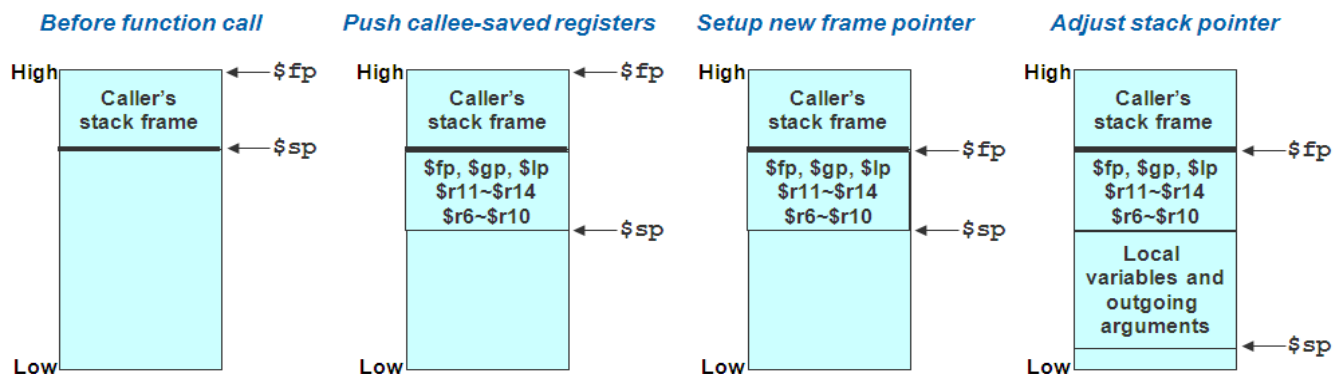 Before function call
High
$fp
Caller's
stack frame
$sp
Low
Push callee-saved registers
High
$fp
Caller's
stack frame
$fp, $gp, $lp
$r11~$r14
$r6~$r10
$sp
Low
Setup new frame pointer
High
Caller's
stack frame
$fp
$fp, $gp, $lp
$r11~$r14
$r6~$r10
$sp
Low
Adjust stack pointer
High
Caller's
stack frame
$fp
$fp, $gp, $lp
$r11~$r14
$r6~$r10
Local
variables and
outgoing
arguments
$sp
Low